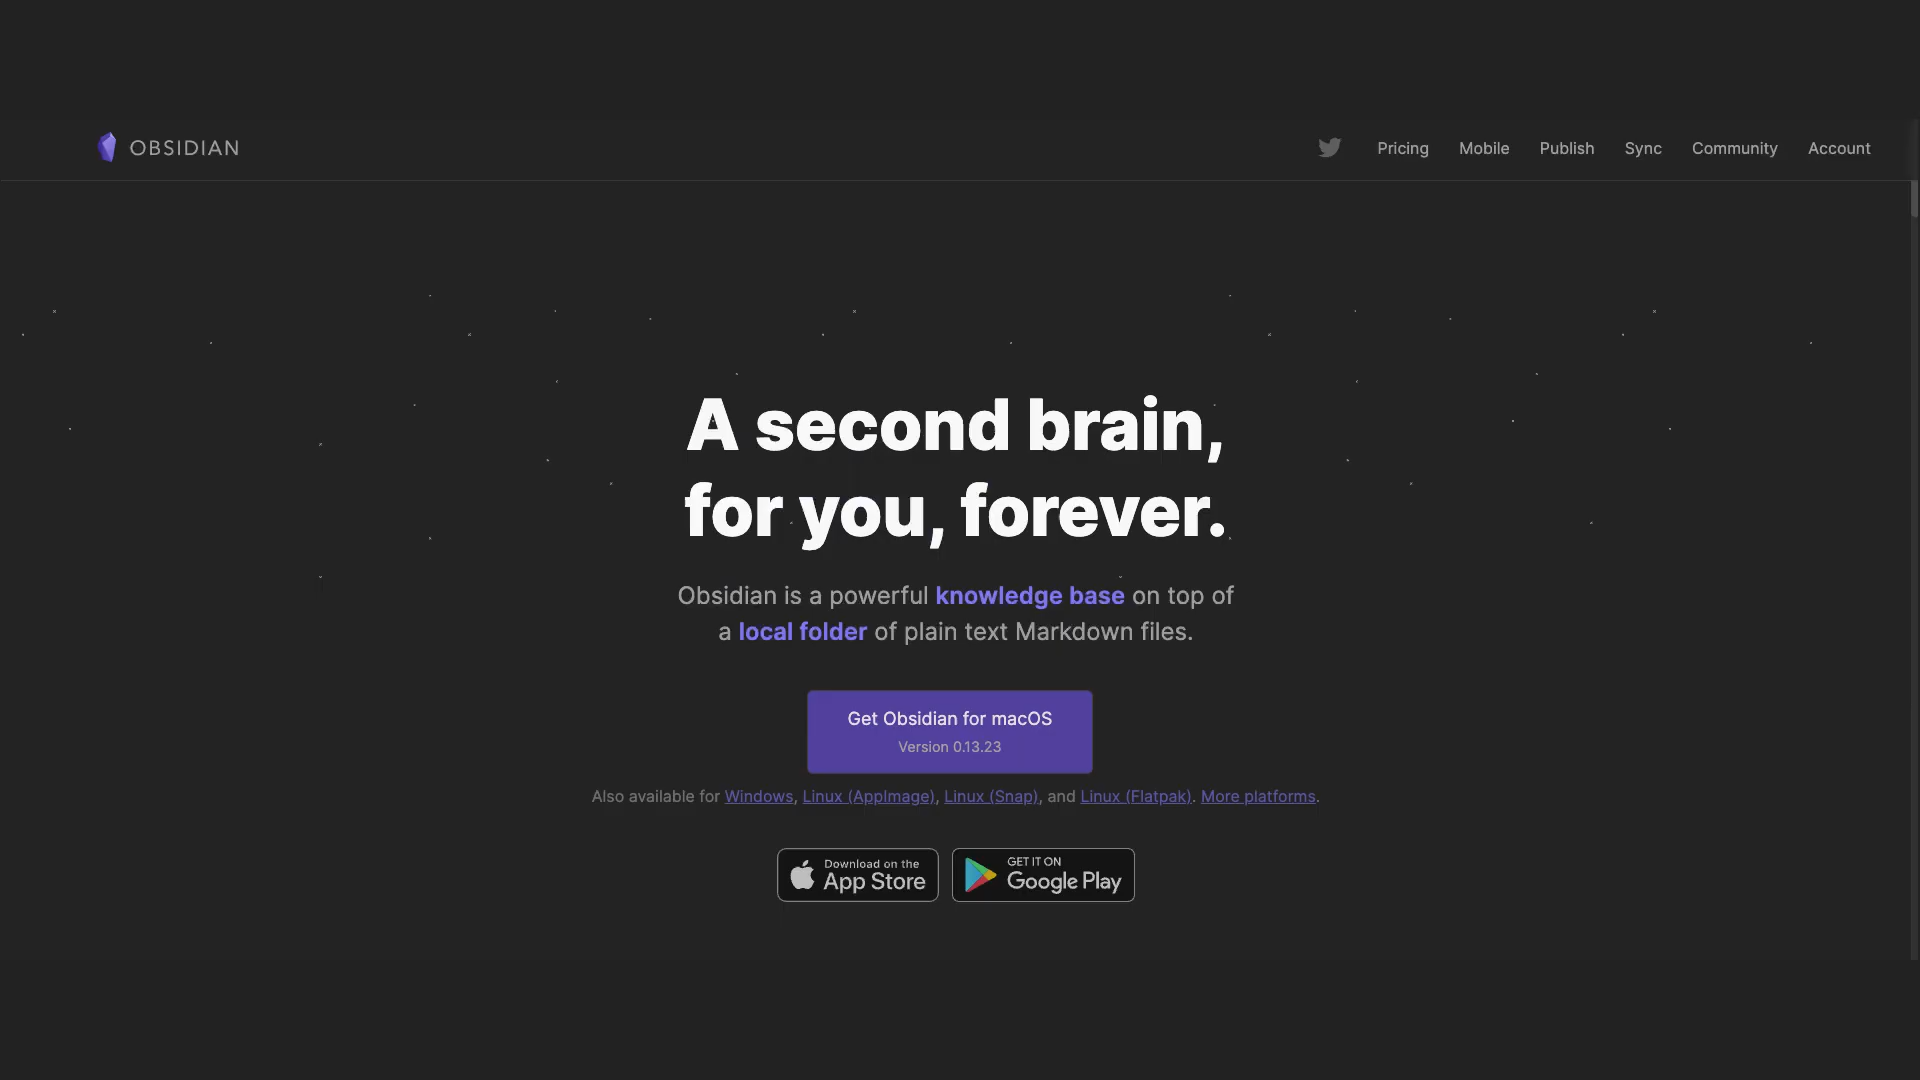 OBSIDIAN
Pricing
Mobile
Publish
Sync
Community
Account
A second brain,
for you, forever.
Obsidian is a powerful knowledge base on top of
a local folder of plain text Markdown files.
Get Obsidian for macOS
Version 0.13.23
Also available for Windows, Linux (AppImage), Linux (Snap), and Linux (Flatpak). More platforms.
Download on the
App Store
GET IT ON
Google Play